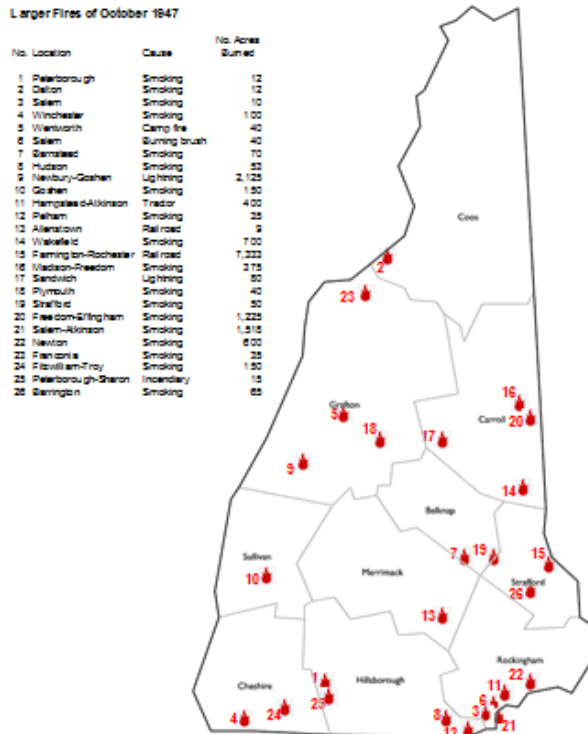 Larger Fires of October 1947
No. Acres
No. Location Cause Burned
1 Peterborough Smoking 12
2 Dalton Smoking 12
3 Salem Smoking 10
4 Winchester Smoking 100
5 Wentworth Camp fire 40
6 Salem Burning brush 40
7 Barnstead Smoking 70
8 Hudson Smoking 53
9 Newbury-Goshen Lightning 2,125
10 Goshen Smoking 150
11 Hampstead-Atkinson Tractor 400
12 Pelham Smoking 35
13 Allenstown Railroad 9
14 Wakefield Smoking 700
15 Farmington-Rochester Railroad 7,333
16 Madison-Freedom Smoking 375
17 Sandwich Lightning 80
18 Plymouth Smoking 40
19 Strafford Smoking 50
20 Freedom-Effingham Smoking 1,225
21 Salem-Atkinson Smoking 1,518
22 Newton Smoking 600
23 Franconia Smoking 35
24 Fitzwilliam-Troy Smoking 150
25 Peterborough-Sharon Incendiary 15
26 Barrington Smoking 65
Coos
2
23
16
Grafton
5
Carroll
20
18
17
9
14
Belknap
Sullivan
7
19
15
Merrimack
10
Strafford
26
13
Rockingham
1
Hillsborough
22
Cheshire
11
25
24
6
4
8
3
21
12